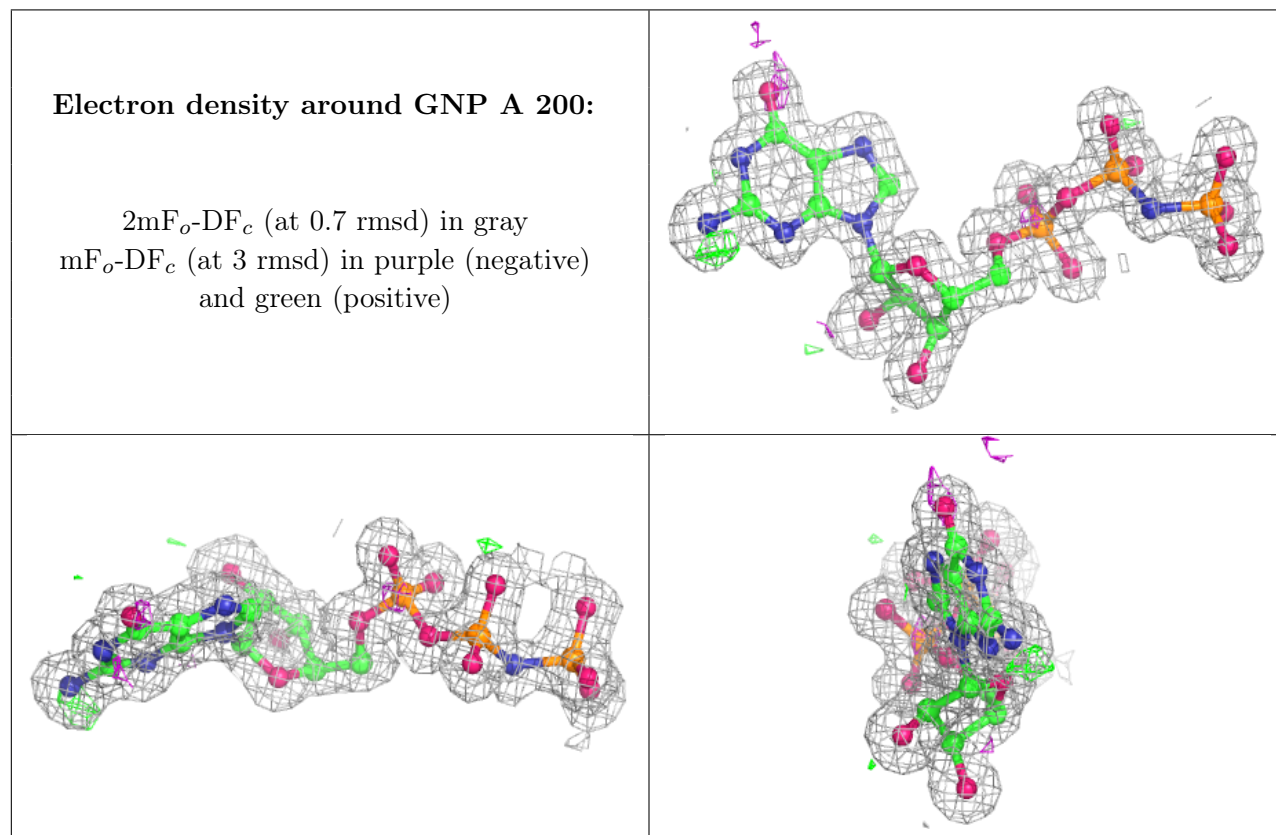 Electron density around GNP A 200:
2mFo-DFc (at 0.7 rmsd) in gray
mFo-DFc (at 3 rmsd) in purple (negative)
and green (positive)